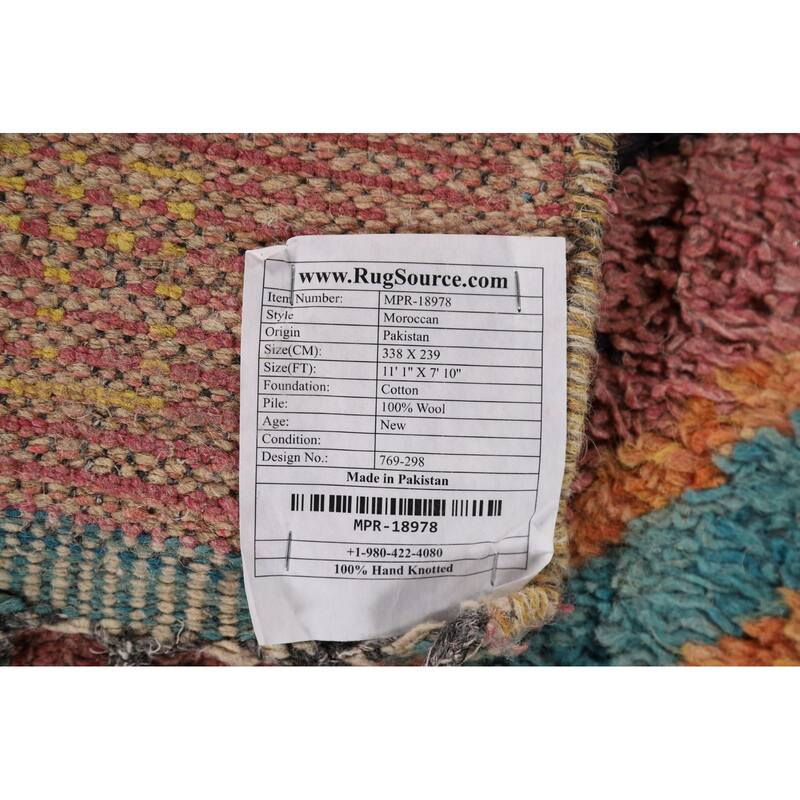 www.RugSource.com
Item Number: MPR-18978
Style Moroccan
Origin Pakistan
Size(CM): 338 X 239
Size(FT): 11' 1" X 7' 10"
Foundation: Cotton
Pile: 100% Wool
Age: New
Condition:
Design No.: 769-298
Made in Pakistan
MPR-18978
+1-980-422-4080
100% Hand Knotted